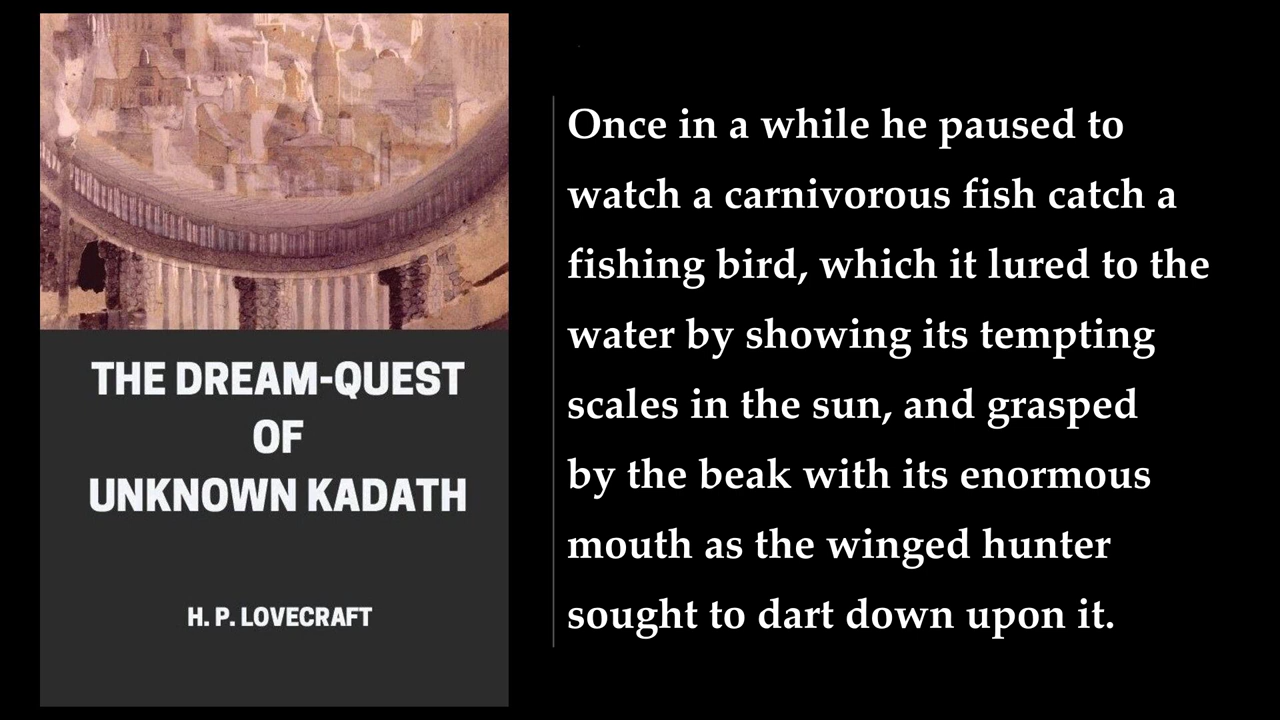 THE DREAM-QUEST
OF
UNKNOWN KADATH
H. P. LOVECRAFT
Once in a while he paused to
watch a carnivorous fish catch a
fishing bird, which it lured to the
water by showing its tempting
scales in the sun, and grasped
by the beak with its enormous
mouth as the winged hunter
sought to dart down upon it.